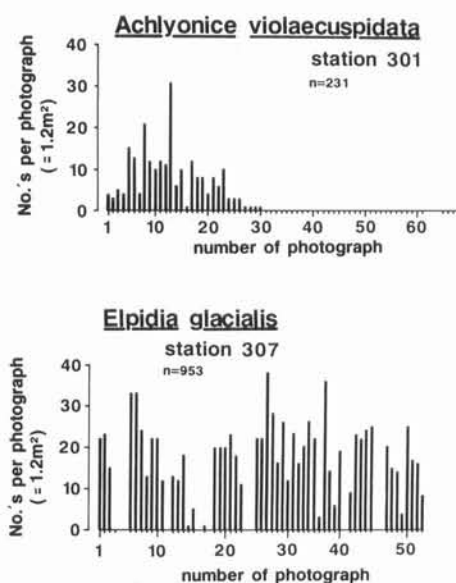 Achlyonice violaecuspidata
station 301
n=231
No.´s per photograph
( = 1.2m²)
40
30
20
10
0
1 10 20 30 40 50 60
number of photograph
Elpidia glacialis
station 307
n=953
No.´s per photograph
( = 1.2m²)
40
30
20
10
0
1 10 20 30 40 50
number of photograph